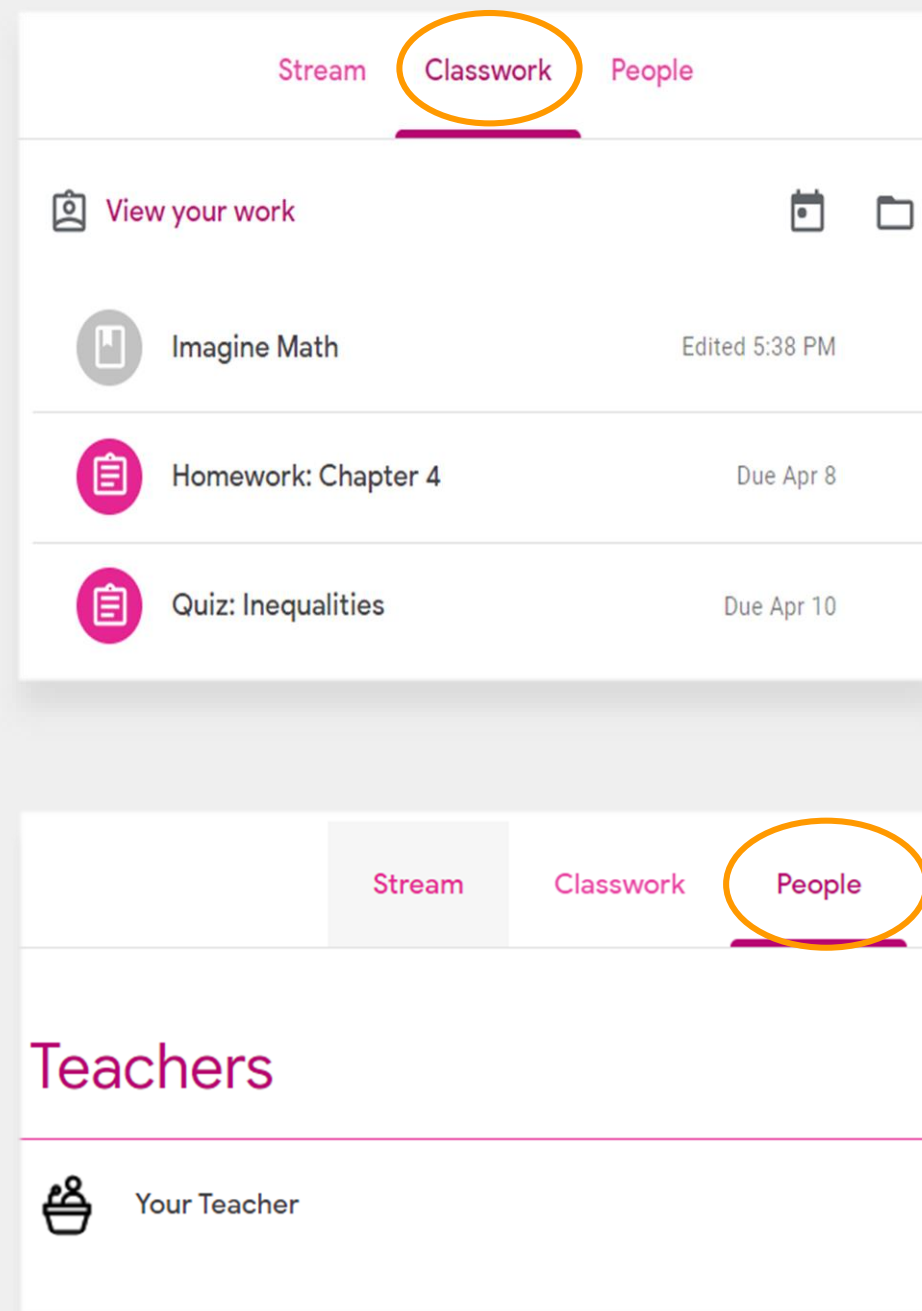 Stream Classwork People
View your work
Imagine Math Edited 5:38 PM
Homework: Chapter 4 Due Apr 8
Quiz: Inequalities Due Apr 10
Stream Classwork People
Teachers
Your Teacher